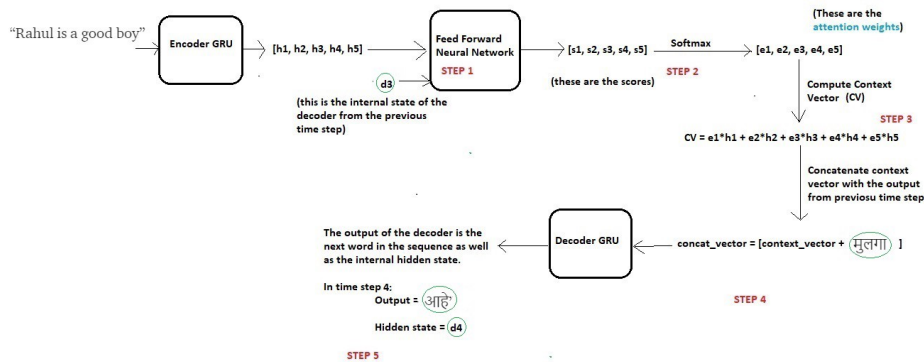 “Rahul is a good boy”
Encoder GRU
[h1, h2, h3, h4, h5]
d3
(this is the internal state of the
decoder from the previous
time step)
Feed Forward
Neural Network
STEP 1
[s1, s2, s3, s4, s5]
(these are the scores)
Softmax
STEP 2
(These are the
attention weights)
[e1, e2, e3, e4, e5]
Compute Context
Vector (CV)
STEP 3
CV = e1*h1 + e2*h2 + e3*h3 + e4*h4 + e5*h5
Concatenate context
vector with the output
from previosu time step
concat_vector = [context_vector + मुलगा ]
STEP 4
Decoder GRU
The output of the decoder is the
next word in the sequence as well
as the internal hidden state.
In time step 4:
Output = आहे’
Hidden state = d4
STEP 5